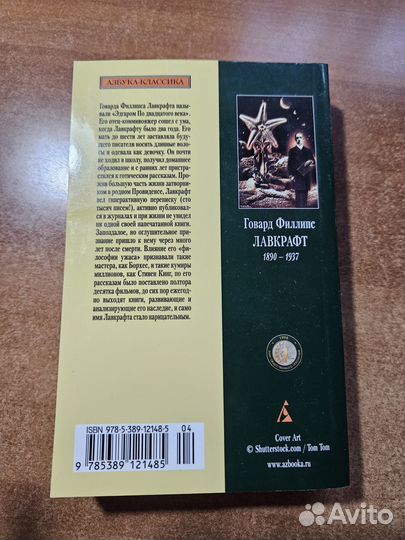 АЗБУКА-КЛАССИКА
Говарда Филлипса Лавкрафта назы-
вали «Эдгаром По двадцатого века».
Его отец-коммивояжер сошел с ума,
когда Лавкрафту было два года. Его
мать до шести лет заставляла буду-
щего писателя носить длинные воло-
сы и одевала как девочку. Он почти
не ходил в школу, получил домашнее
образование и с ранних лет пристра-
стился к готическим рассказам. Про-
жив большую часть жизни затворни-
ком в родном Провиденсе, Лавкрафт
вел гиперактивную переписку (сто
тысяч писем!), активно публиковал-
ся в журналах и при жизни не увидел
ни одной своей напечатанной книги.
Запоздалое, но оглушительное при-
знание пришло к нему через много
лет после смерти. Влияние его «фи-
лософии ужаса» признавали такие
мастера, как Борхес, и такие кумиры
миллионов, как Стивен Кинг, по его
рассказам было поставлено полтора
десятка фильмов, до сих пор ежегод-
но выходят книги, развивающие и
анализирующие его наследие, и само
имя Лавкрафта стало нарицательным.
Говард Филлипс
ЛАВКРАФТ
1890 – 1937
ISBN 978-5-389-12148-5
04
9 785389 121485
Cover Art
© Shutterstock.com / Tom Tom
www.azbooka.ru
Avito